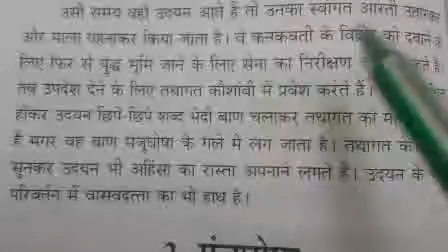 उसी समय वहाँ उदयन आते हैं तो उनका स्वागत आरती उतारकर
और माला पहनाकर किया जाता है। वे कनकवती के विद्रोह को दबाने के
लिए फिर से युद्ध भूमि जाने के लिए सेना का निरीक्षण
तब उपदेश देने के लिए तथागत कौशांबी में प्रवेश करते हैं।
होकर उदयन छिपे-छिपे शब्द भेदी बाण चलाकर तथागत को
है मगर वह बाण मंजूघोषा के गले में लग जाता है। तथागत के
सुनकर उदयन भी अहिंसा का रास्ता अपनाने लगते हैं। उदयन के
परिवर्तन में वासवदत्ता का भी हाथ है।